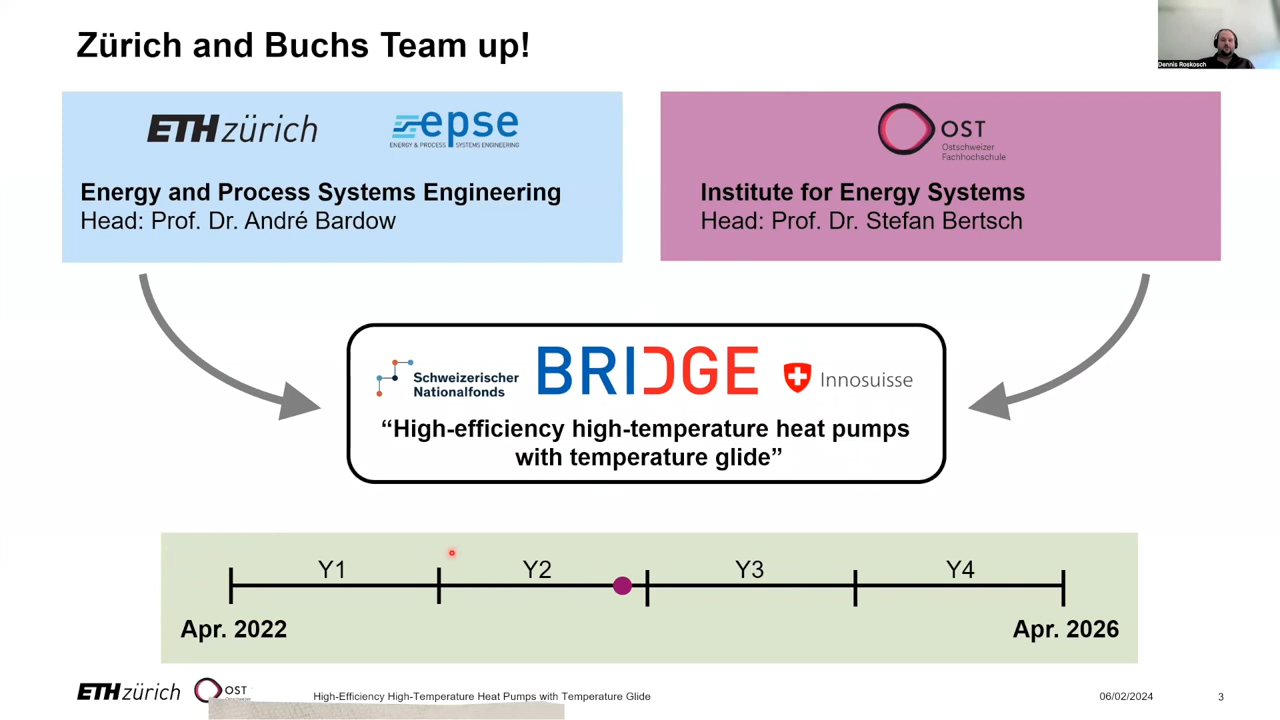 Zürich and Buchs Team up!
Dennis Roskosch
ETH zürich
epse
ENERGY & PROCESS SYSTEMS ENGINEERING
Energy and Process Systems Engineering
Head: Prof. Dr. André Bardow
OST
Ostschweizer
Fachhochschule
Institute for Energy Systems
Head: Prof. Dr. Stefan Bertsch
Schweizerischer
Nationalfonds
BRIDGE
Innosuisse
“High-efficiency high-temperature heat pumps
with temperature glide”
Y1 Y2 Y3 Y4
Apr. 2022 Apr. 2026
ETH zürich OST High-Efficiency High-Temperature Heat Pumps with Temperature Glide 06/02/2024 3